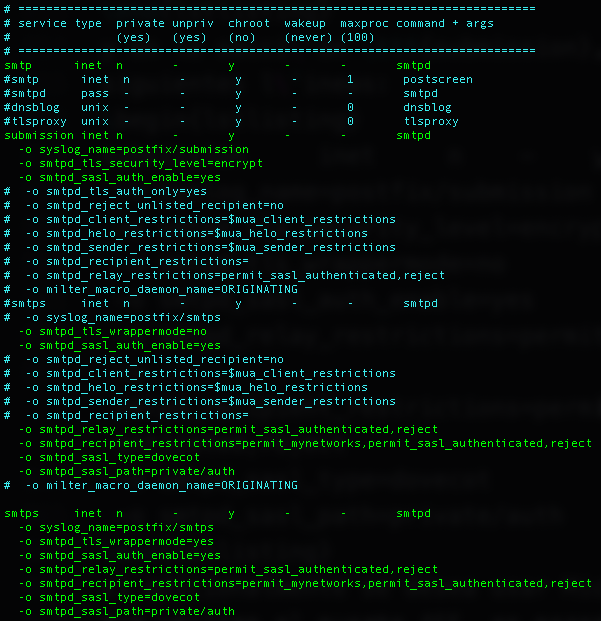 # ==========================================================================
# service type  private unpriv  chroot  wakeup  maxproc command + args
#               (yes)   (yes)   (no)    (never) (100)
# ==========================================================================
smtp      inet  n       -       y       -       -       smtpd
#smtp      inet  n       -       y       -       1       postscreen
#smtpd     pass  -       -       y       -       -       smtpd
#dnsblog   unix  -       -       y       -       0       dnsblog
#tlsproxy  unix  -       -       y       -       0       tlsproxy
submission inet n       -       y       -       -       smtpd
  -o syslog_name=postfix/submission
  -o smtpd_tls_security_level=encrypt
  -o smtpd_sasl_auth_enable=yes
#  -o smtpd_tls_auth_only=yes
#  -o smtpd_reject_unlisted_recipient=no
#  -o smtpd_client_restrictions=$mua_client_restrictions
#  -o smtpd_helo_restrictions=$mua_helo_restrictions
#  -o smtpd_sender_restrictions=$mua_sender_restrictions
#  -o smtpd_recipient_restrictions=
#  -o smtpd_relay_restrictions=permit_sasl_authenticated,reject
#  -o milter_macro_daemon_name=ORIGINATING
#smtps     inet  n       -       y       -       -       smtpd
#  -o syslog_name=postfix/smtps
  -o smtpd_tls_wrappermode=no
  -o smtpd_sasl_auth_enable=yes
#  -o smtpd_reject_unlisted_recipient=no
#  -o smtpd_client_restrictions=$mua_client_restrictions
#  -o smtpd_helo_restrictions=$mua_helo_restrictions
#  -o smtpd_sender_restrictions=$mua_sender_restrictions
#  -o smtpd_recipient_restrictions=
  -o smtpd_relay_restrictions=permit_sasl_authenticated,reject
  -o smtpd_recipient_restrictions=permit_mynetworks,permit_sasl_authenticated,reject
  -o smtpd_sasl_type=dovecot
  -o smtpd_sasl_path=private/auth
#  -o milter_macro_daemon_name=ORIGINATING

smtps     inet  n       -       y       -       -       smtpd
  -o syslog_name=postfix/smtps
  -o smtpd_tls_wrappermode=yes
  -o smtpd_sasl_auth_enable=yes
  -o smtpd_relay_restrictions=permit_sasl_authenticated,reject
  -o smtpd_recipient_restrictions=permit_mynetworks,permit_sasl_authenticated,reject
  -o smtpd_sasl_type=dovecot
  -o smtpd_sasl_path=private/auth